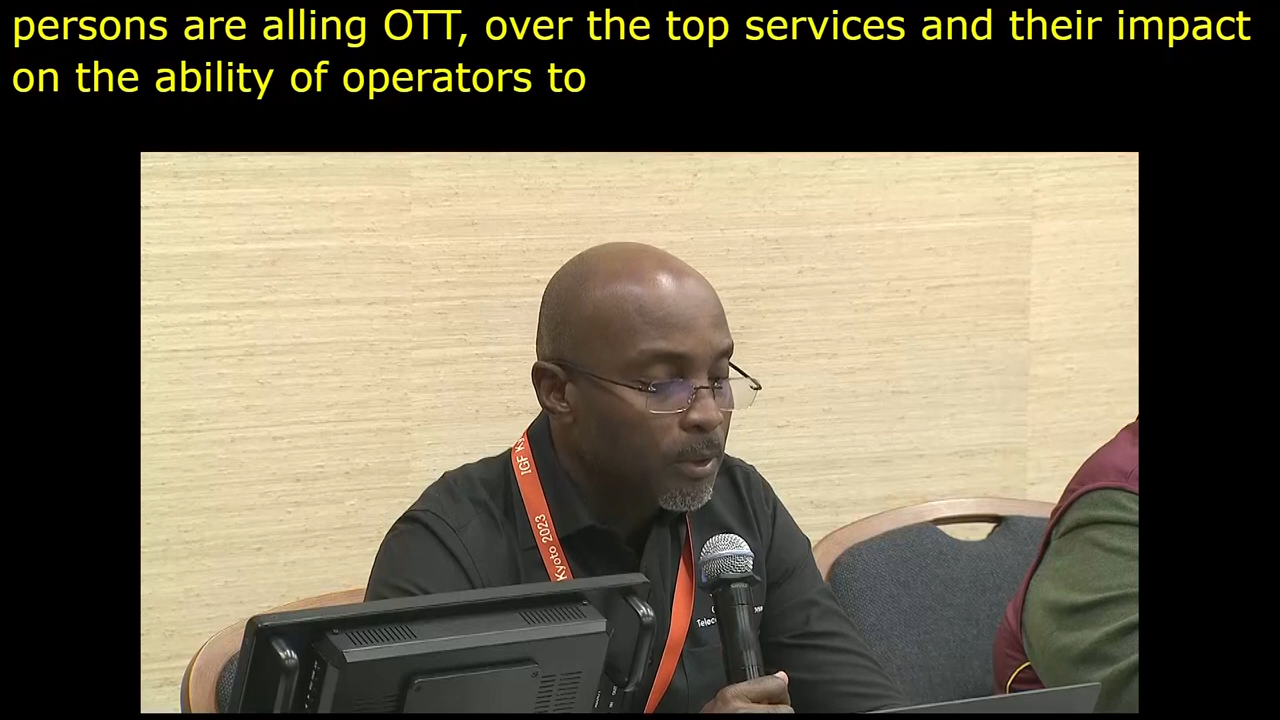 persons are alling OTT, over the top services and their impact
on the ability of operators to
IGF
Kyoto 2023